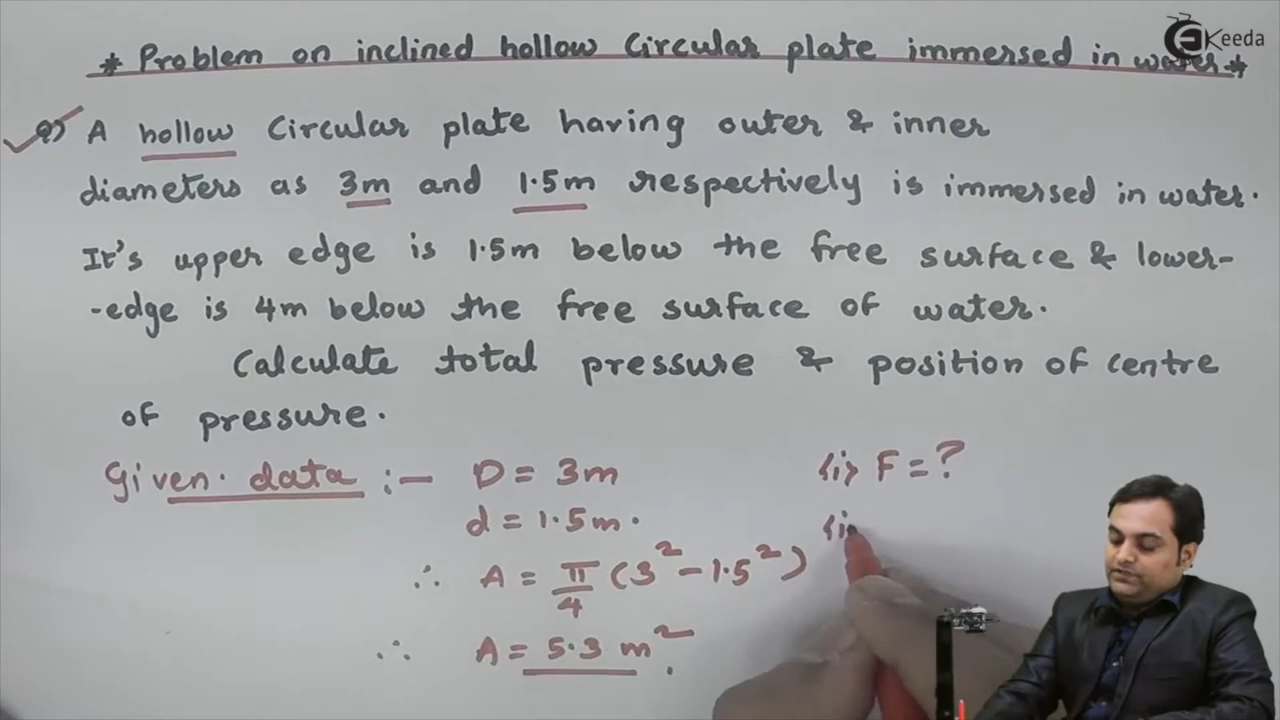 * Problem on inclined hollow Circular plate immersed in water *
Keeda
Q) A hollow Circular plate having outer & inner
diameters as 3m and 1.5m respectively is immersed in water.
It's upper edge is 1.5m below the free surface & lower-
-edge is 4m below the free surface of water.
Calculate total pressure & position of centre
of pressure.
Given data :- D = 3m
d = 1.5m.
∴ A = π/4 (3² - 1.5²)
∴ A = 5.3 m².
(i) F = ?
(i